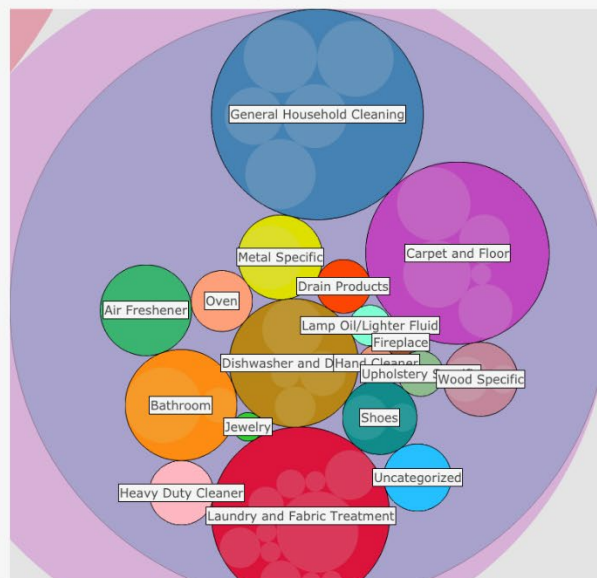 General Household Cleaning
Carpet and Floor
Metal Specific
Drain Products
Oven
Air Freshener
Lamp Oil/Lighter Fluid
Fireplace
Dishwasher and D
Hand Cleaner
Upholstery
Wood Specific
Bathroom
Shoes
Jewelry
Uncategorized
Heavy Duty Cleaner
Laundry and Fabric Treatment